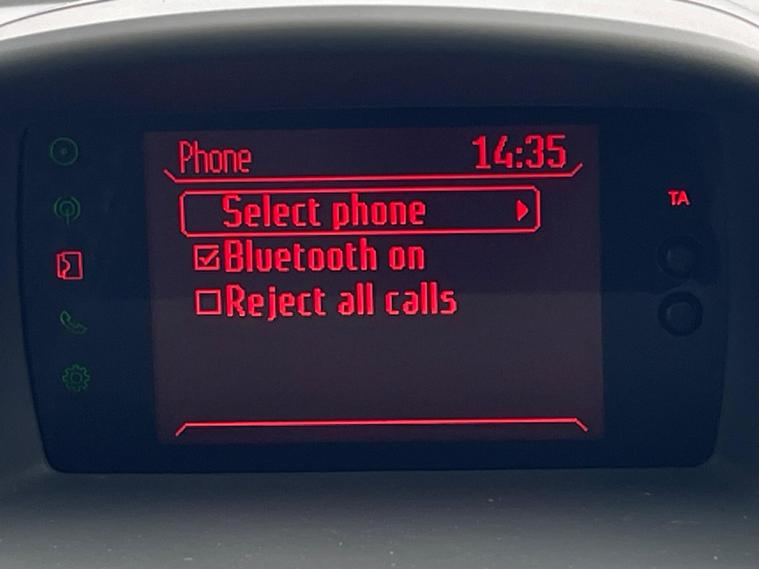 Phone 14:35
Select phone
TA
Bluetooth on
Reject all calls